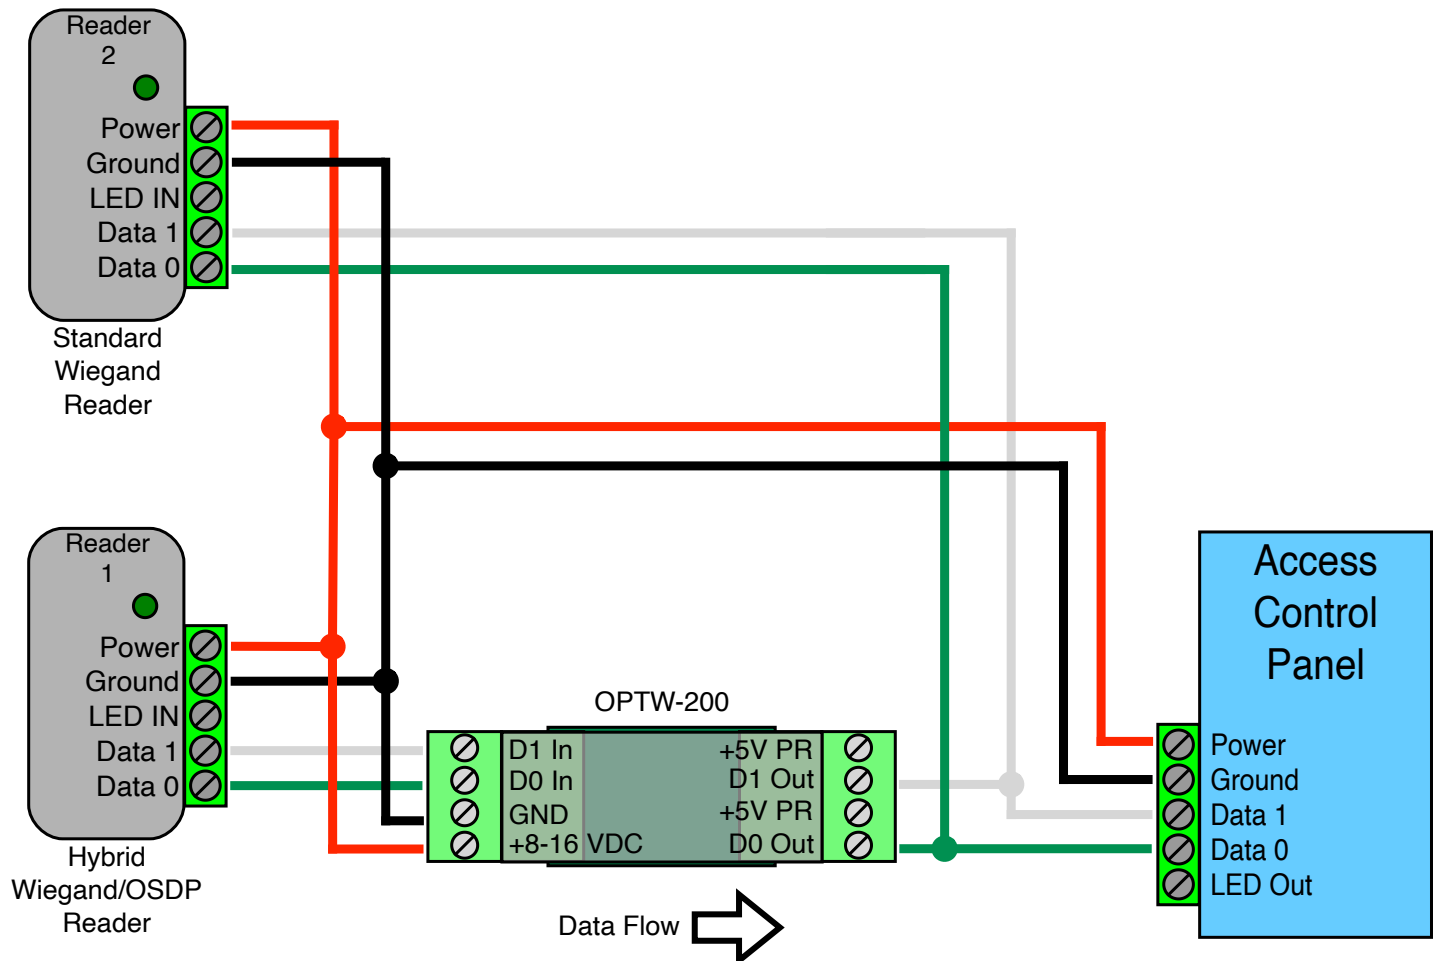 Reader
2
Power
Ground
LED IN
Data 1
Data 0
Standard
Wiegand
Reader
Reader
1
Power
Ground
LED IN
Data 1
Data 0
Hybrid
Wiegand/OSDP
Reader
OPTW-200
D1 In
D0 In
GND
+8-16 VDC
+5V PR
D1 Out
+5V PR
D0 Out
Data Flow
Access
Control
Panel
Power
Ground
Data 1
Data 0
LED Out